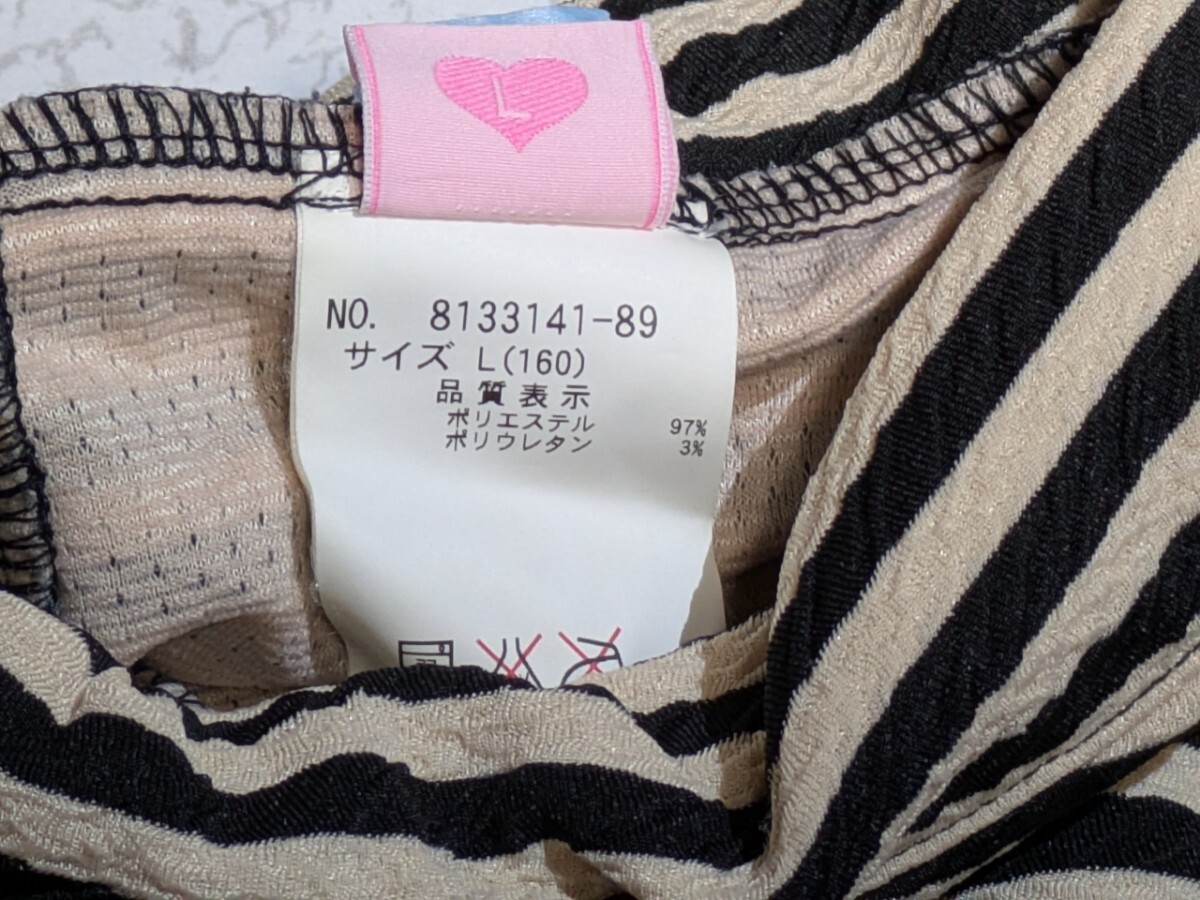 L
NO. 8133141-89
サイズ L(160)
品質表示
ポリエステル 97%
ポリウレタン 3%